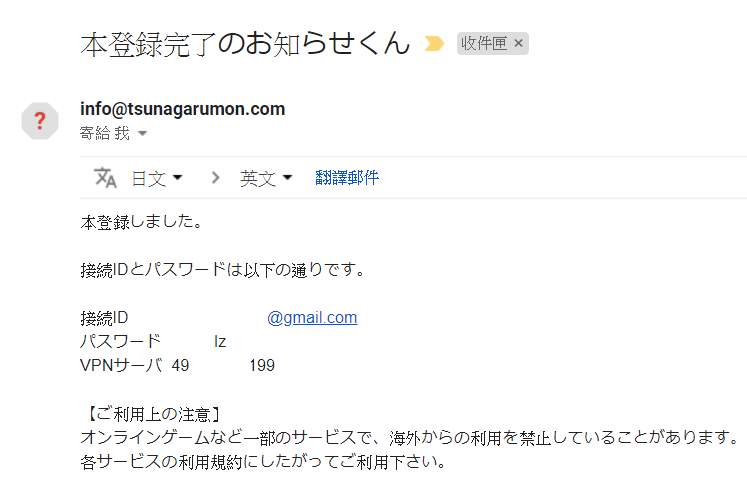 本登録完了のお知らせくん
收件匣 ×
?
info@tsunagarumon.com
寄給 我
日文 > 英文 翻譯郵件
本登録しました。
接続IDとパスワードは以下の通りです。
接続ID @gmail.com
パスワード lz
VPNサーバ 49 199
【ご利用上の注意】
オンラインゲームなど一部のサービスで、海外からの利用を禁止していることがあります。
各サービスの利用規約にしたがってご利用下さい。